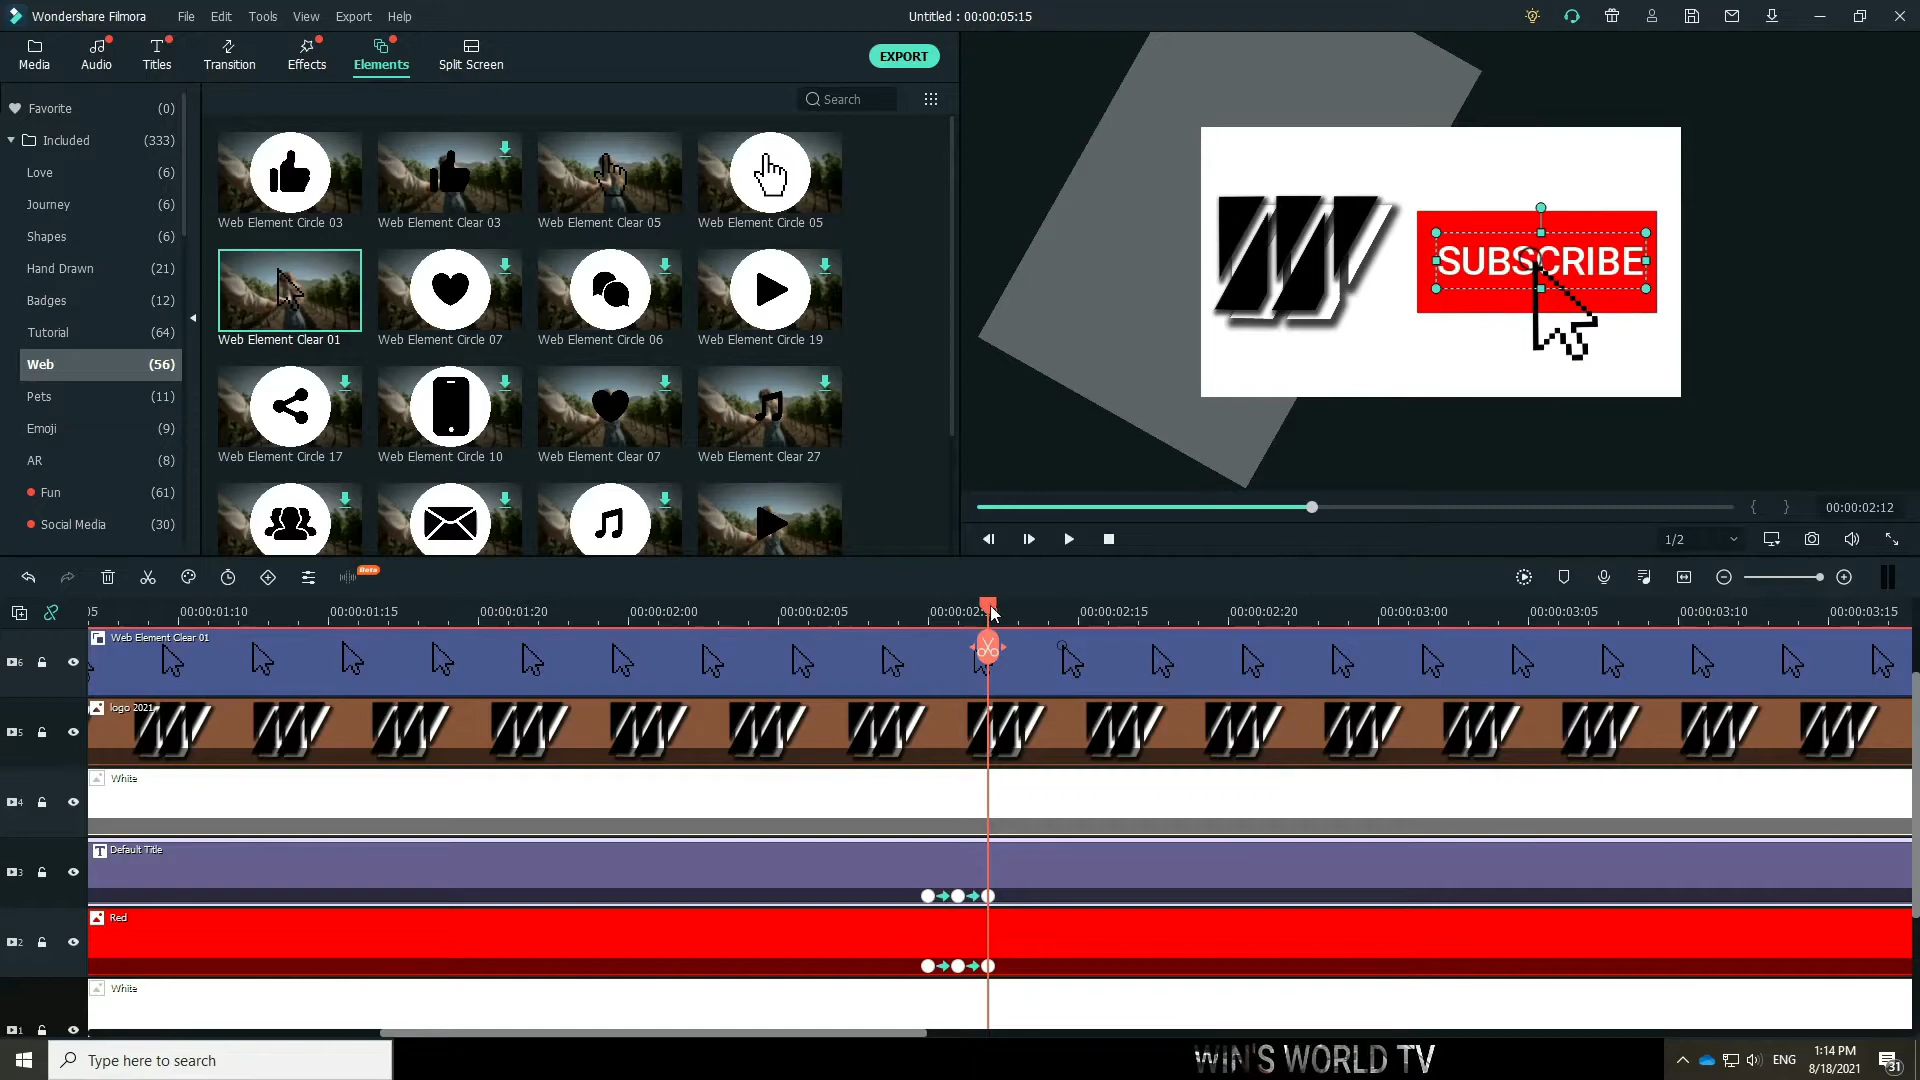 Wondershare Filmora
File
Edit
Tools
View
Export
Help
Untitled : 00:00:05:15
Media
Audio
Titles
Transition
Effects
Elements
Split Screen
EXPORT
Search
Favorite (0)
Included (333)
Love (6)
Journey (6)
Shapes (6)
Hand Drawn (21)
Badges (12)
Tutorial (64)
Web (56)
Pets (11)
Emoji (9)
AR (8)
Fun (61)
Social Media (30)
Web Element Circle 03
Web Element Clear 03
Web Element Clear 05
Web Element Circle 05
Web Element Clear 01
Web Element Circle 07
Web Element Circle 06
Web Element Circle 19
Web Element Circle 17
Web Element Circle 10
Web Element Clear 07
Web Element Clear 27
SUBSCRIBE
{ }
00:00:02:12
1/2
Beta
00:00:01:10
00:00:01:15
00:00:01:20
00:00:02:00
00:00:02:05
00:00:02:15
00:00:02:20
00:00:03:00
00:00:03:05
00:00:03:10
00:00:03:15
6
Web Element Clear 01
5
logo 2021
4
White
3
Default Title
2
Red
1
White
Type here to search
WIN'S WORLD TV
ENG
1:14 PM
8/18/2021
31